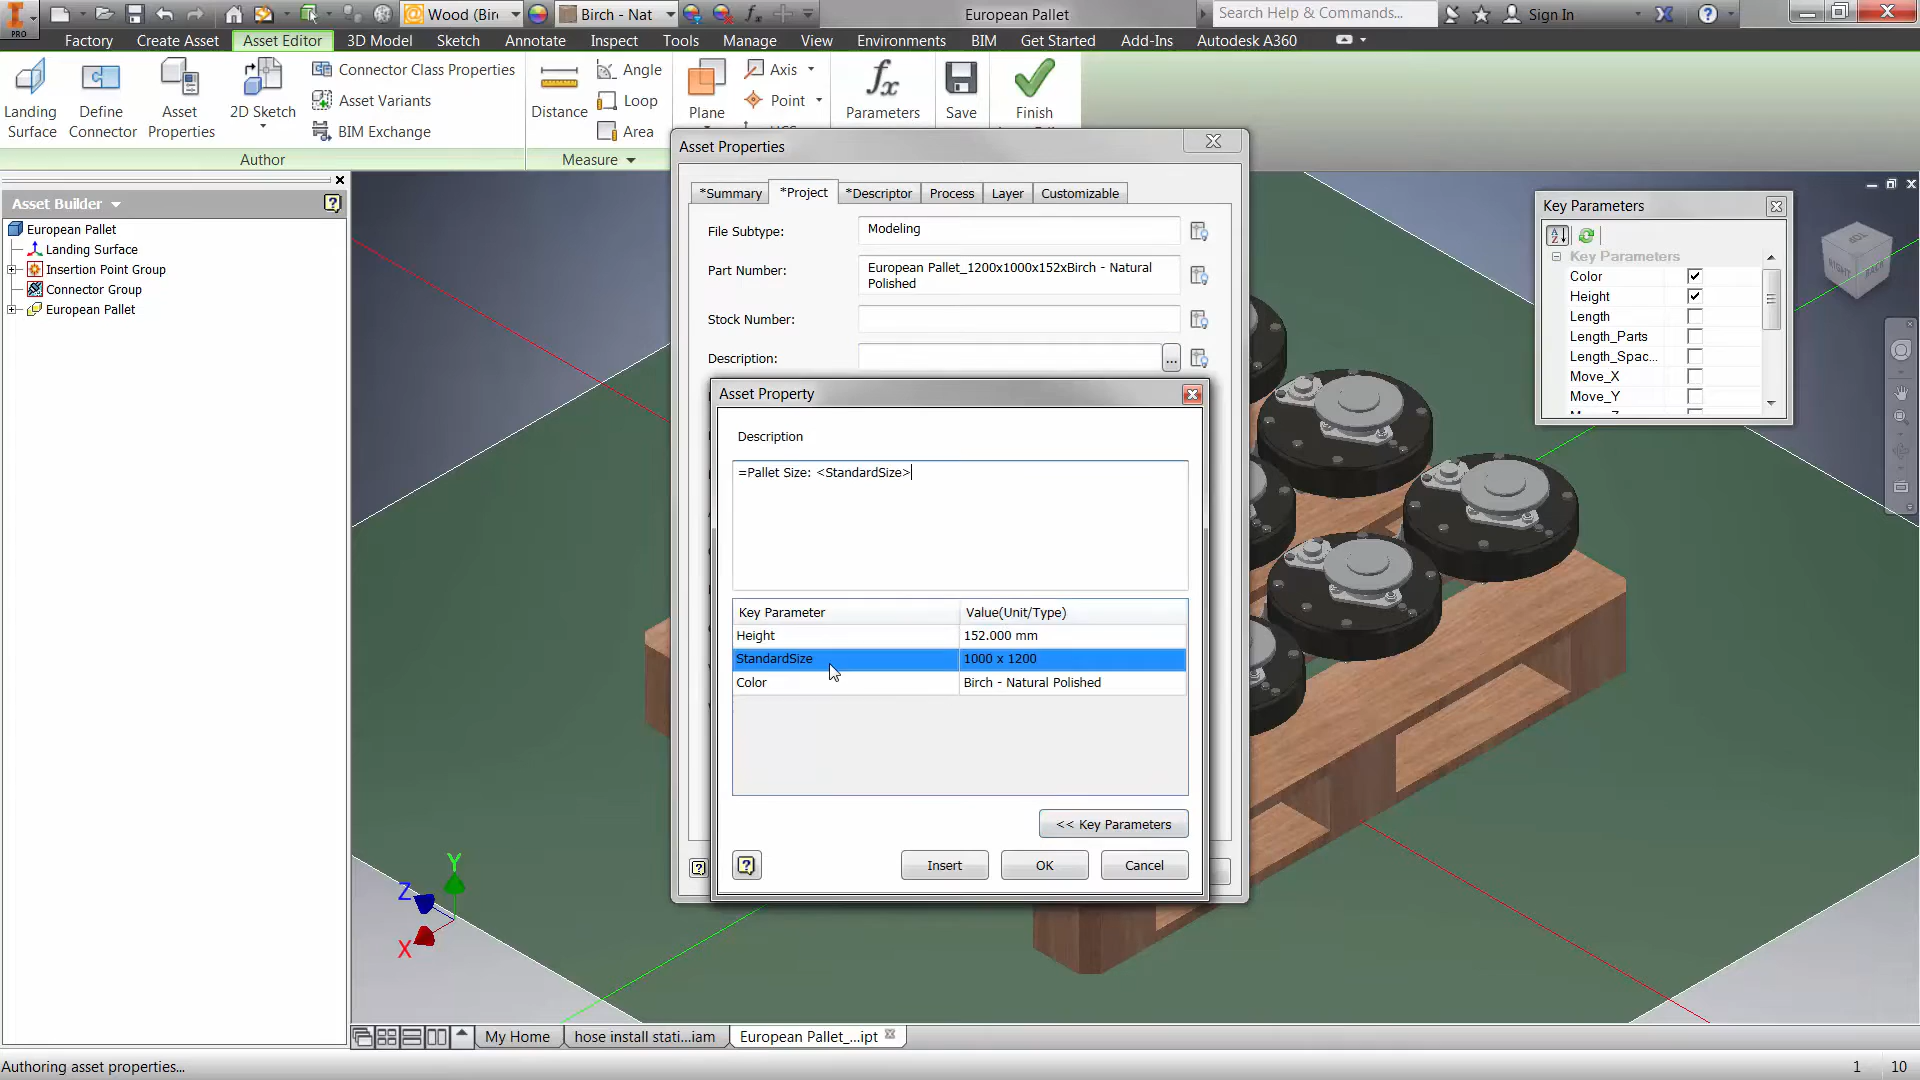 PRO
Wood (Bir
Birch - Nat
European Pallet
Search Help & Commands...
Sign In
Factory
Create Asset
Asset Editor
3D Model
Sketch
Annotate
Inspect
Tools
Manage
View
Environments
BIM
Get Started
Add-Ins
Autodesk A360
Landing Surface
Define Connector
Asset Properties
2D Sketch
Connector Class Properties
Asset Variants
BIM Exchange
Distance
Angle
Loop
Area
Plane
Axis
Point
fx
Parameters
Save
Finish
Author
Measure
Asset Builder
European Pallet
Landing Surface
Insertion Point Group
Connector Group
European Pallet
Asset Properties
*Summary
*Project
*Descriptor
Process
Layer
Customizable
File Subtype:
Modeling
Part Number:
European Pallet_1200x1000x152xBirch - Natural
Polished
Stock Number:
Description:
...
Asset Property
Description
=Pallet Size: <StandardSize>
Key Parameter
Value(Unit/Type)
Height
152.000 mm
StandardSize
1000 x 1200
Color
Birch - Natural Polished
<< Key Parameters
Insert
OK
Cancel
Key Parameters
Key Parameters
Color
Height
Length
Length_Parts
Length_Spac...
Move_X
Move_Y
TOP
RIGHT
BACK
Y
Z
X
My Home
hose install stati...iam
European Pallet_...ipt
Authoring asset properties...
1
10